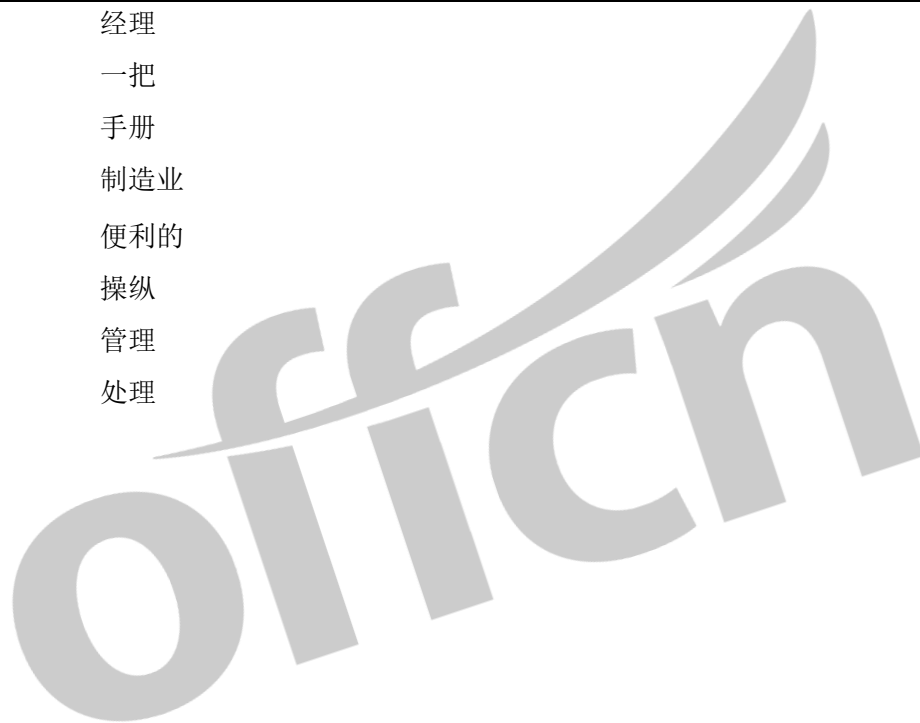 经理
一把
手册
制造业
便利的
操纵
管理
处理
offcn